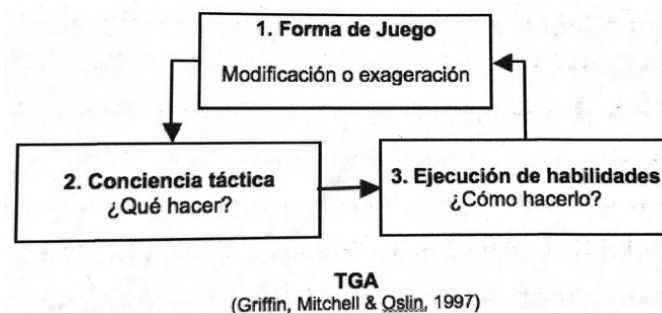 1. Forma de Juego
Modificación o exageración
2. Conciencia táctica
¿Qué hacer?
3. Ejecución de habilidades
¿Cómo hacerlo?
TGA
(Griffin, Mitchell & Oslin, 1997)